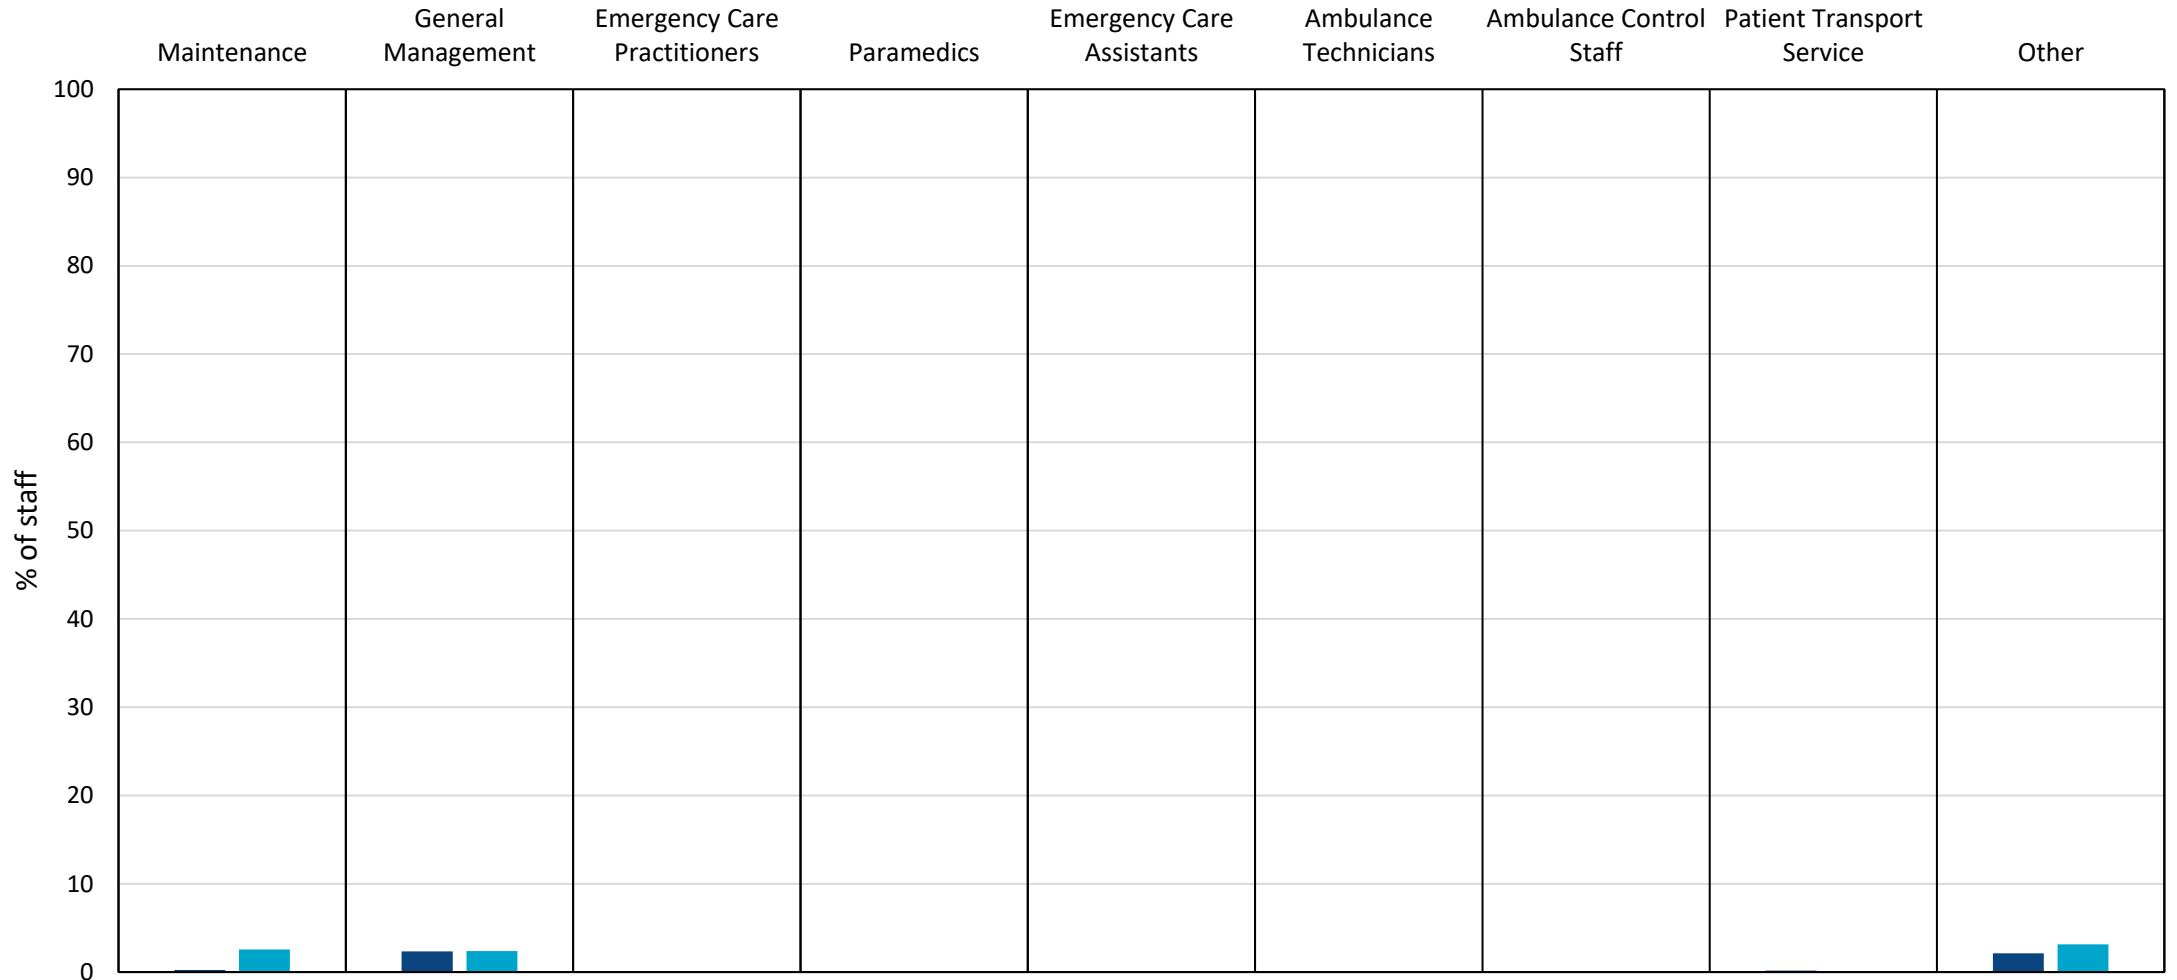 Maintenance
General
Management
Emergency Care
Practitioners
Paramedics
Emergency Care
Assistants
Ambulance
Technicians
Ambulance Control
Staff
Patient Transport
Service
Other
100
90
80
70
60
50
40
30
20
10
0
% of staff